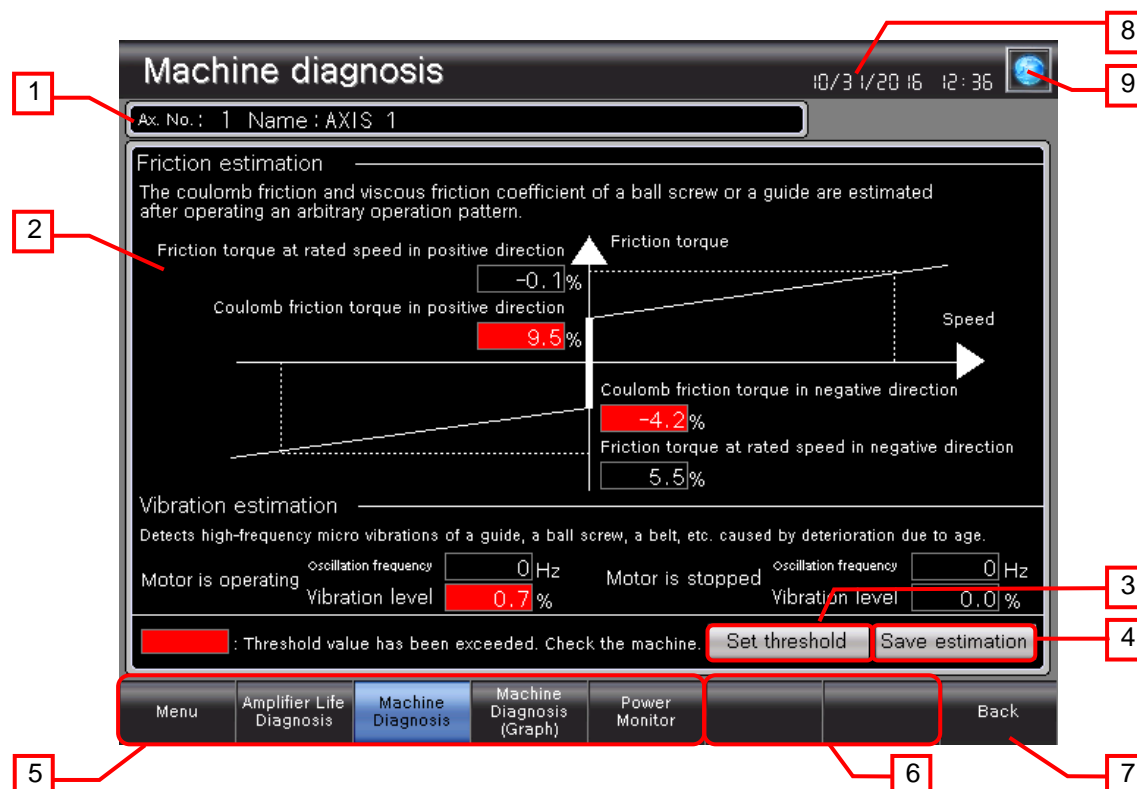 8
Machine diagnosis
10/31/2016 12:36
9
1
Ax. No.: 1 Name:AXIS 1
Friction estimation
The coulomb friction and viscous friction coefficient of a ball screw or a guide are estimated
after operating an arbitrary operation pattern.
2
Friction torque at rated speed in positive direction
-0.1%
Friction torque
Coulomb friction torque in positive direction
9.5%
Speed
Coulomb friction torque in negative direction
-4.2%
Friction torque at rated speed in negative direction
5.5%
Vibration estimation
Detects high-frequency micro vibrations of a guide, a ball screw, a belt, etc. caused by deterioration due to age.
Motor is operating
Oscillation frequency 0 Hz
Vibration level 0.7 %
Motor is stopped
Oscillation frequency 0 Hz
Vibration level 0.0 %
3
: Threshold value has been exceeded. Check the machine.
Set threshold
Save estimation
4
Menu
Amplifier Life
Diagnosis
Machine
Diagnosis
Machine
Diagnosis
(Graph)
Power
Monitor
Back
5
6
7